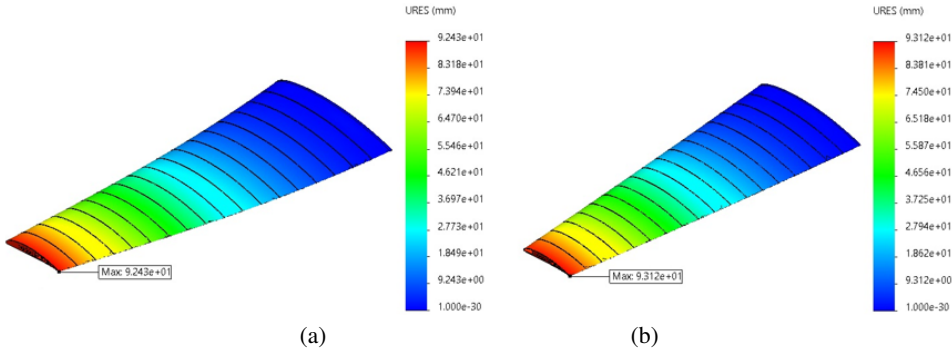 URES (mm)
9.243e+01
8.318e+01
7.394e+01
6.470e+01
5.546e+01
4.621e+01
3.697e+01
2.773e+01
1.849e+01
9.243e+00
1.000e-30
Max: 9.243e+01
(a)
URES (mm)
9.312e+01
8.381e+01
7.450e+01
6.518e+01
5.587e+01
4.656e+01
3.725e+01
2.794e+01
1.862e+01
9.312e+00
1.000e-30
Max: 9.312e+01
(b)